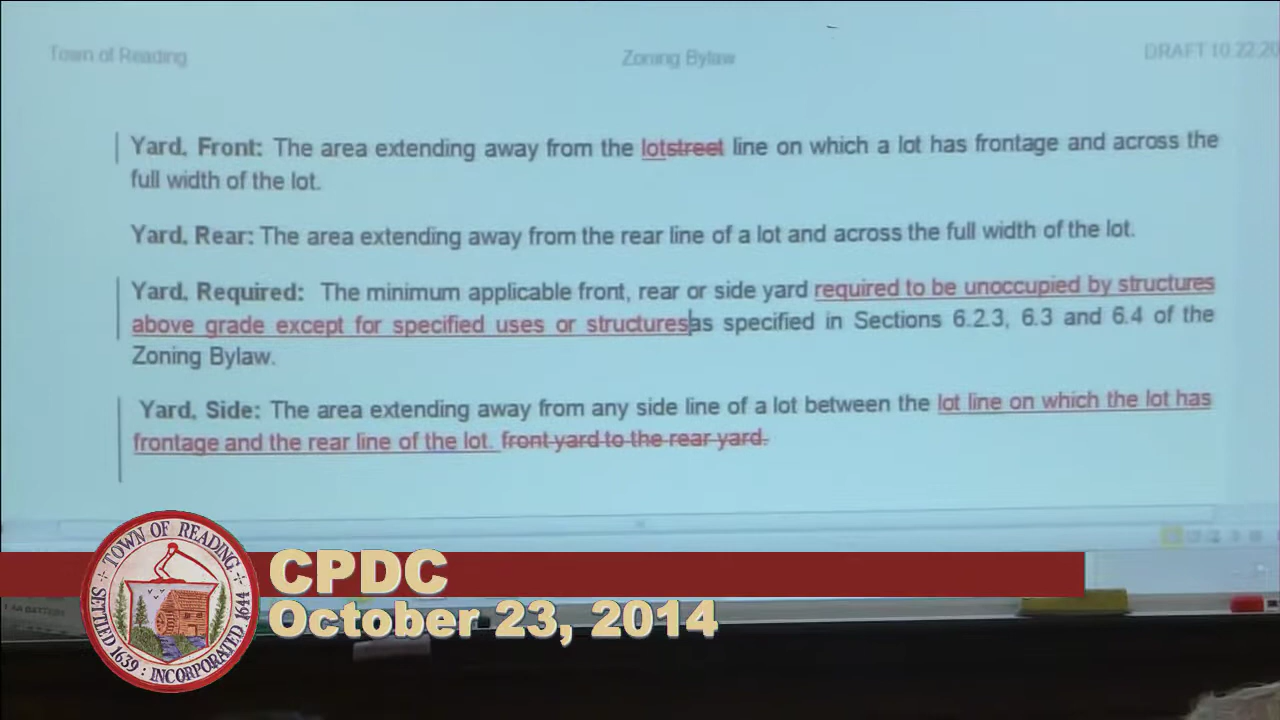 Town of Reading
Zoning Bylaw
DRAFT 10.22.20
Yard, Front: The area extending away from the lotstreet line on which a lot has frontage and across the
full width of the lot.
Yard, Rear: The area extending away from the rear line of a lot and across the full width of the lot.
Yard, Required: The minimum applicable front, rear or side yard required to be unoccupied by structures
above grade except for specified uses or structuresas specified in Sections 6.2.3, 6.3 and 6.4 of the
Zoning Bylaw.
Yard, Side: The area extending away from any side line of a lot between the lot line on which the lot has
frontage and the rear line of the lot. front yard to the rear yard.
TOWN OF READING
SETTLED 1639 : INCORPORATED 1644
CPDC
October 23, 2014